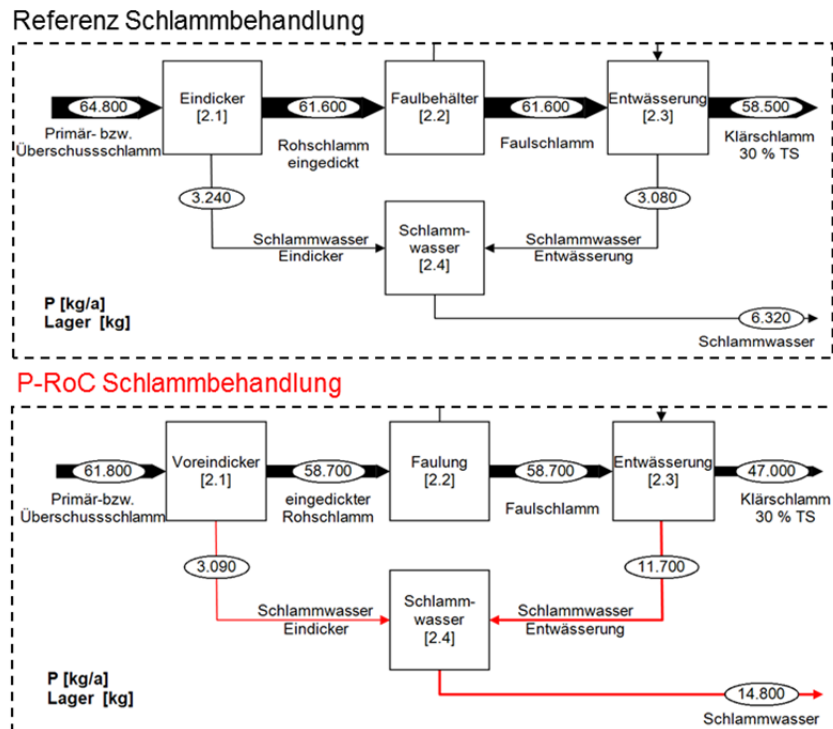 Referenz Schlammbehandlung
64.800
Eindicker
[2.1]
61.600
Faulbehälter
[2.2]
61.600
Entwässerung
[2.3]
58.500
Primär- bzw.
Überschussschlamm
Rohschlamm
eingedickt
Faulschlamm
Klärschlamm
30 % TS
3.240
3.080
Schlammwasser
Eindicker
Schlamm-
wasser
[2.4]
Schlammwasser
Entwässerung
P [kg/a]
Lager [kg]
6.320
Schlammwasser
P-RoC Schlammbehandlung
61.800
Voreindicker
[2.1]
58.700
Faulung
[2.2]
58.700
Entwässerung
[2.3]
47.000
Primär-bzw.
Überschussschlamm
eingedickter
Rohschlamm
Faulschlamm
Klärschlamm
30 % TS
3.090
11.700
Schlammwasser
Eindicker
Schlamm-
wasser
[2.4]
Schlammwasser
Entwässerung
P [kg/a]
Lager [kg]
14.800
Schlammwasser